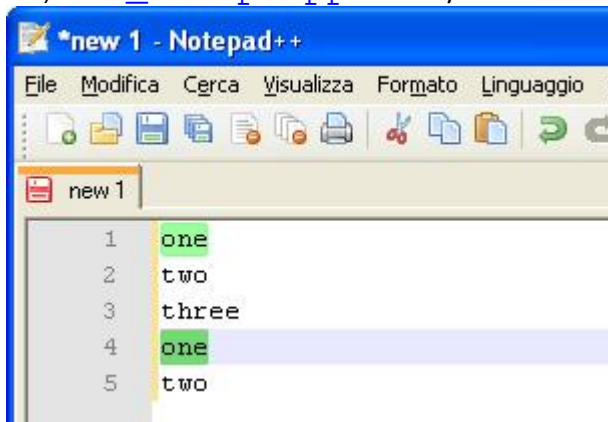 *new 1 - Notepad++
File Modifica Cerca Visualizza Formato Linguaggio
new 1
1 one
2 two
3 three
4 one
5 two